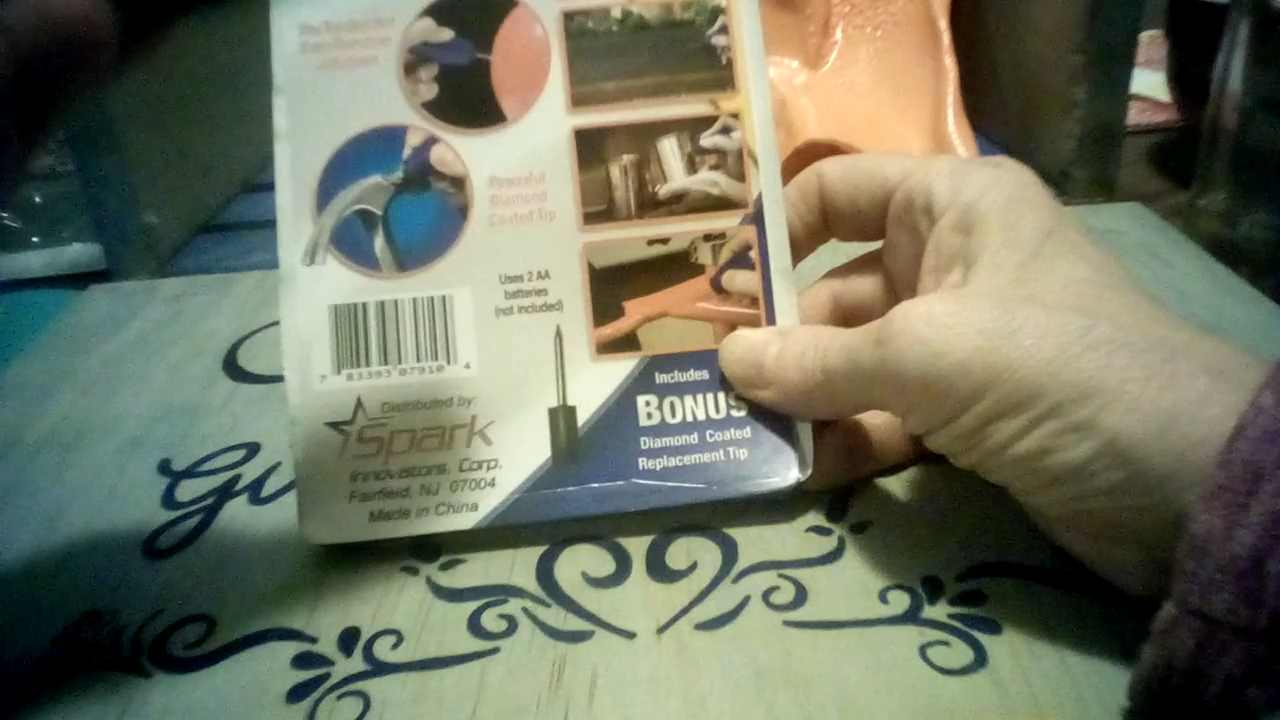 Powerful
Diamond
Coated Tip
Uses 2 AA
batteries
(not included)
7 83393 07910 4
Distributed by:
Spark
Innovators, Corp.
Fairfield, NJ 07004
Made in China
Includes
BONUS
Diamond Coated
Replacement Tip